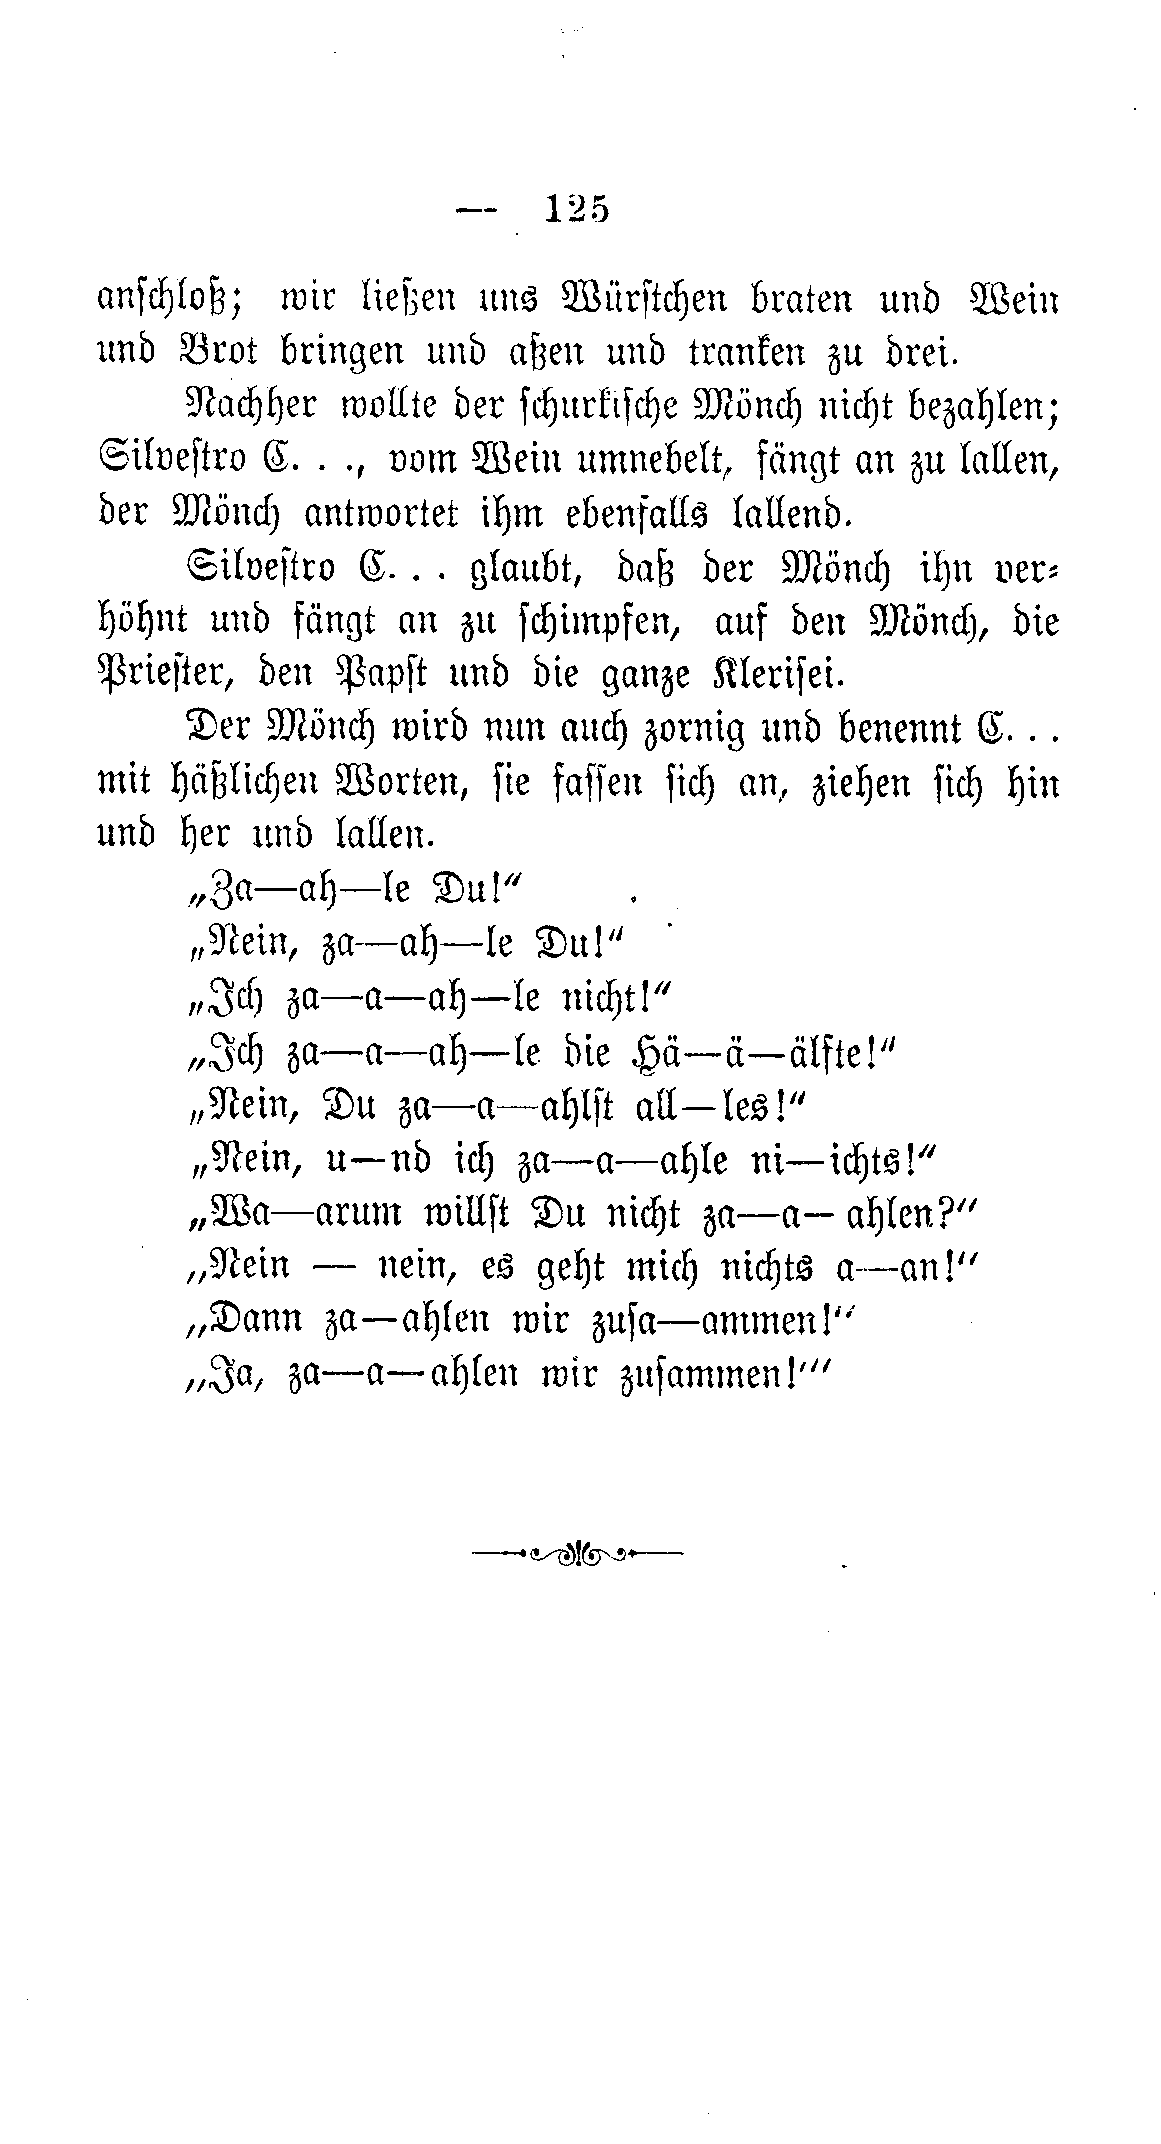 — 125
anschloß; wir ließen uns Würstchen braten und Wein
und Brot bringen und aßen und tranken zu drei.
Nachher wollte der schurkische Mönch nicht bezahlen;
Silvestro C. . ., vom Wein umnebelt, fängt an zu lallen,
der Mönch antwortet ihm ebenfalls lallend.
Silvestro C. . . glaubt, daß der Mönch ihn ver-
höhnt und fängt an zu schimpfen, auf den Mönch, die
Priester, den Papst und die ganze Klerisei.
Der Mönch wird nun auch zornig und benennt C. . .
mit häßlichen Worten, sie fassen sich an, ziehen sich hin
und her und lallen.
„Za—ah—le Du!“
„Nein, za—ah—le Du!“
„Ich za—a—ah—le nicht!“
„Ich za—a—ah—le die Hä—ä—älfte!“
„Nein, Du za—a—ahlst all—les!“
„Nein, u—nd ich za—a—ahle ni—ichts!“
„Wa—arum willst Du nicht za—a—ahlen?“
„Nein — nein, es geht mich nichts a—an!“
„Dann za—ahlen wir zusa—ammen!“
„Ja, za—a—ahlen wir zusammen!‘“